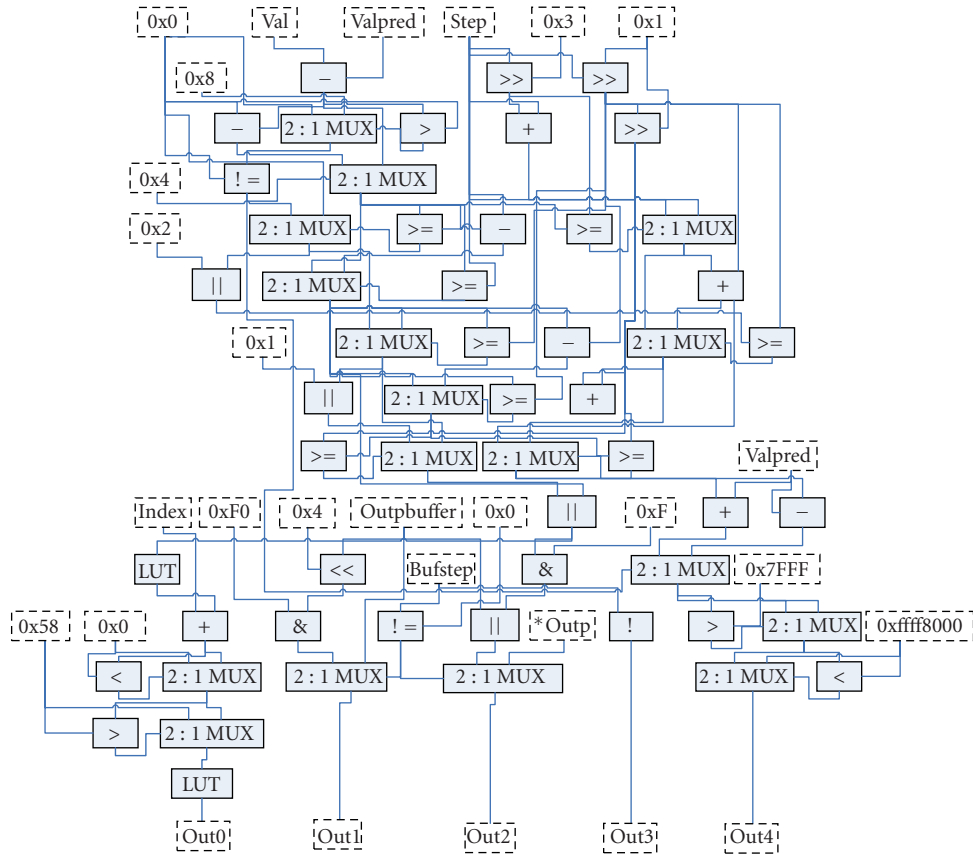 0x0
Val
Valpred
Step
0x3
0x1
0x8
−
>>
>>
−
2 : 1 MUX
>
+
>>
0x4
! =
2 : 1 MUX
0x2
2 : 1 MUX
>=
−
>=
2 : 1 MUX
||
2 : 1 MUX
>=
+
0x1
2 : 1 MUX
>=
−
2 : 1 MUX
>=
||
2 : 1 MUX
>=
+
>=
2 : 1 MUX
2 : 1 MUX
>=
Valpred
Index
0xF0
0x4
Outpbuffer
0x0
||
0xF
+
−
LUT
<<
Bufstep
&
2 : 1 MUX
0x7FFF
0x58
0x0
+
&
! =
||
* Outp
!
>
2 : 1 MUX
0xffff8000
<
2 : 1 MUX
2 : 1 MUX
2 : 1 MUX
2 : 1 MUX
<
>
2 : 1 MUX
LUT
Out0
Out1
Out2
Out3
Out4